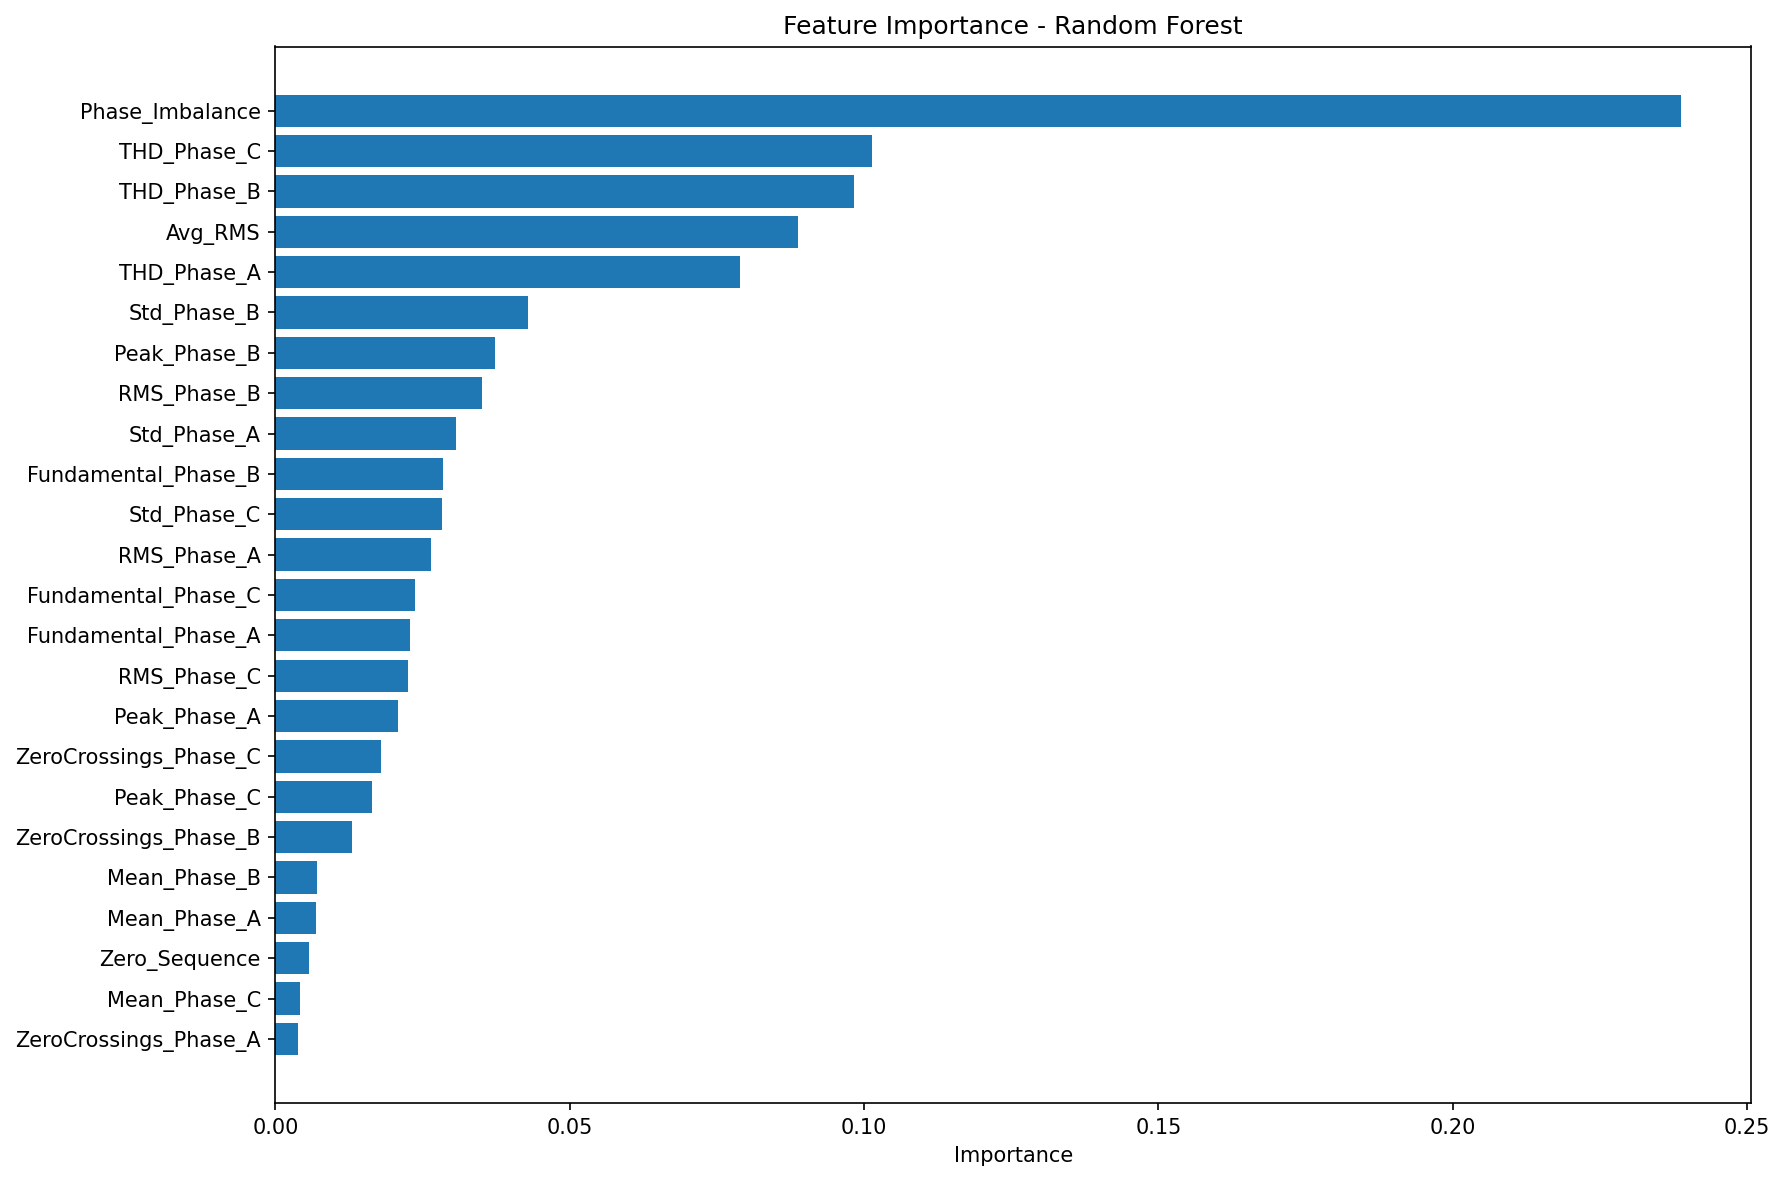 Feature Importance - Random Forest
Phase_Imbalance
THD_Phase_C
THD_Phase_B
Avg_RMS
THD_Phase_A
Std_Phase_B
Peak_Phase_B
RMS_Phase_B
Std_Phase_A
Fundamental_Phase_B
Std_Phase_C
RMS_Phase_A
Fundamental_Phase_C
Fundamental_Phase_A
RMS_Phase_C
Peak_Phase_A
ZeroCrossings_Phase_C
Peak_Phase_C
ZeroCrossings_Phase_B
Mean_Phase_B
Mean_Phase_A
Zero_Sequence
Mean_Phase_C
ZeroCrossings_Phase_A
0.00 0.05 0.10 0.15 0.20 0.25
Importance